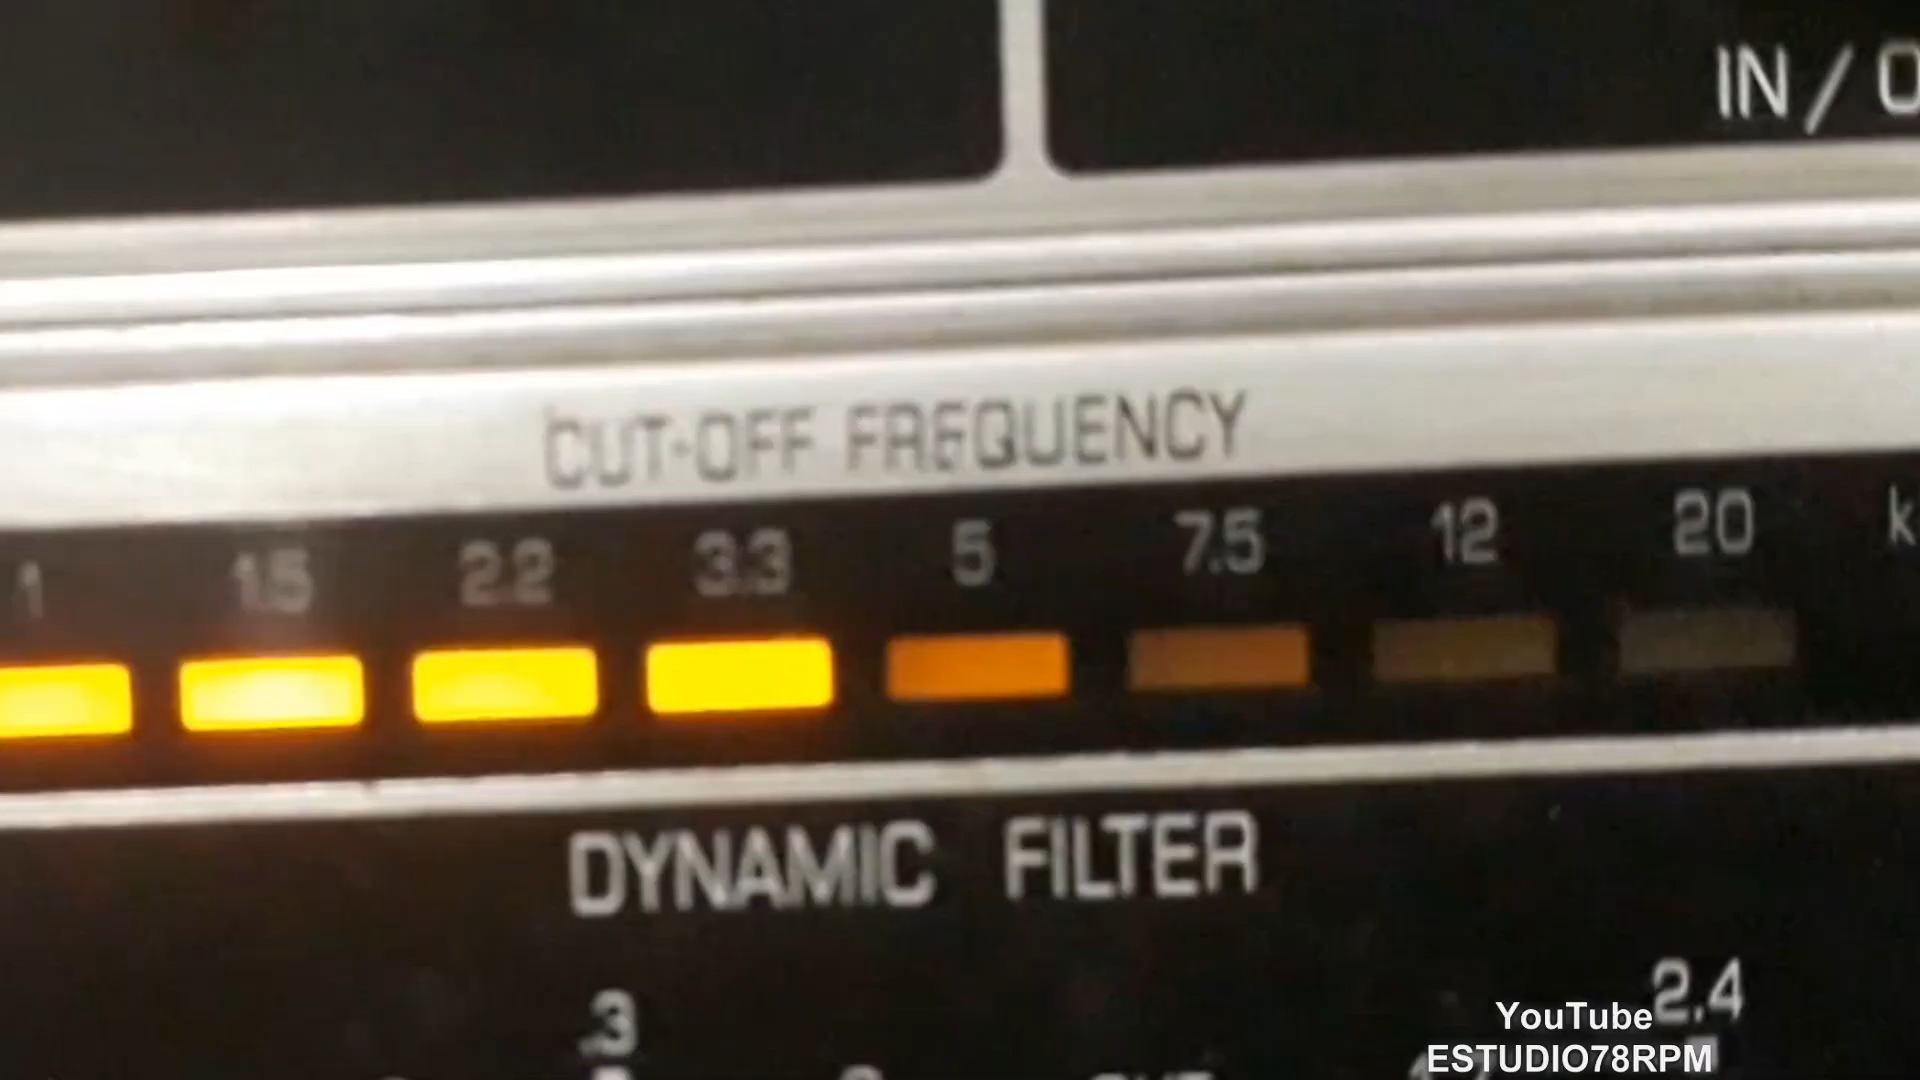 IN / O
CUT-OFF FREQUENCY
1 1.5 2.2 3.3 5 7.5 12 20 k
DYNAMIC FILTER
.3 2.4
YouTube
ESTUDIO78RPM